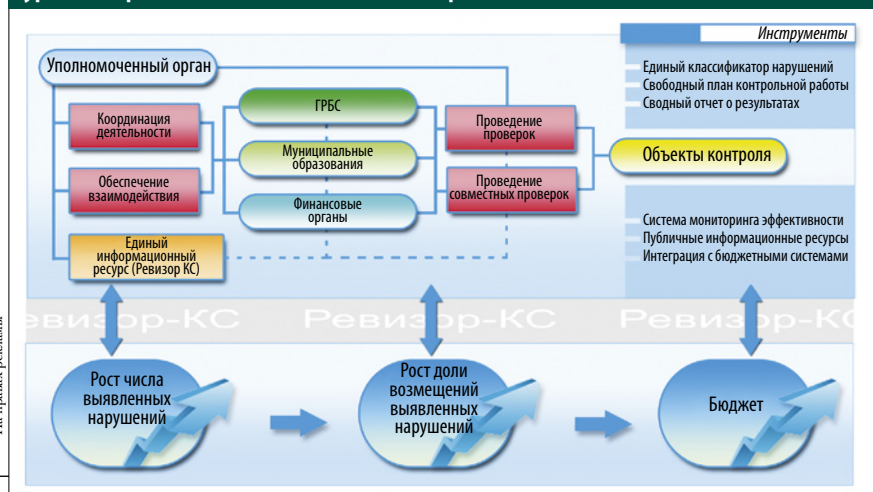 Инструменты
Уполномоченный орган
Единый классификатор нарушений
Свободный план контрольной работы
Сводный отчет о результатах
Координация
деятельности
ГРБС
Проведение
проверок
Муниципальные
образования
Объекты контроля
Обеспечение
взаимодействия
Проведение
совместных проверок
Финансовые
органы
Система мониторинга эффективности
Публичные информационные ресурсы
Интеграция с бюджетными системами
Единый
информационный
ресурс (Ревизор КС)
евизор-КС Ревизор-КС Ревизор-КС
Рост числа
выявленных
нарушений
Рост доли
возмещений
выявленных
нарушений
Бюджет